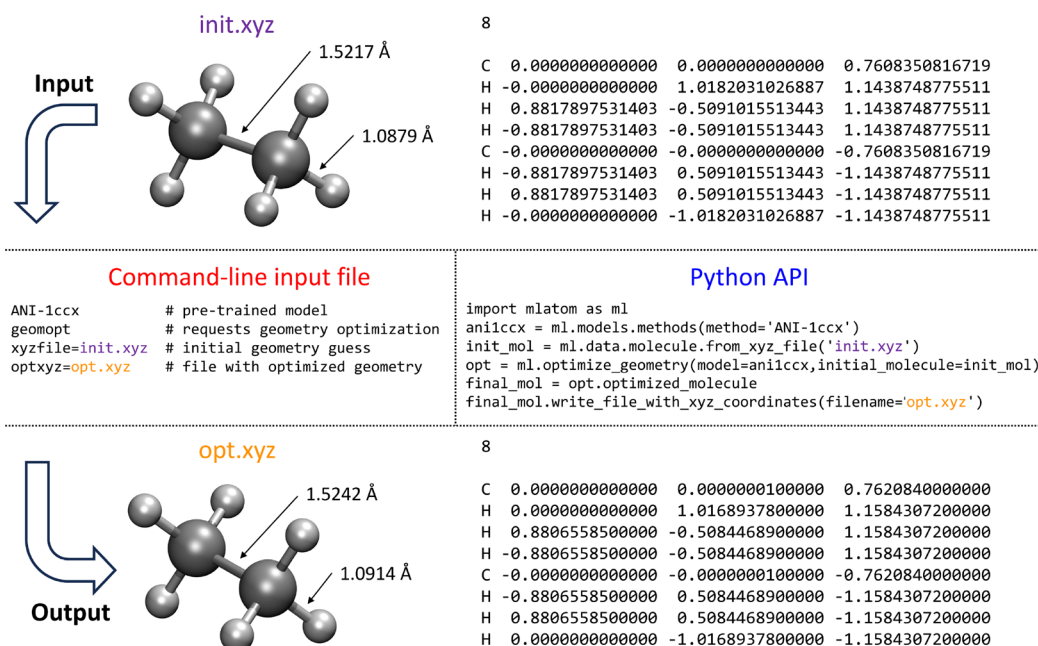 init.xyz
1.5217 Å
Input
1.0879 Å
8
C 0.0000000000000 0.0000000000000 0.7608350816719
H -0.0000000000000 1.0182031026887 1.1438748775511
H 0.8817897531403 -0.5091015513443 1.1438748775511
H -0.8817897531403 -0.5091015513443 1.1438748775511
C -0.0000000000000 -0.0000000000000 -0.7608350816719
H -0.8817897531403 0.5091015513443 -1.1438748775511
H 0.8817897531403 0.5091015513443 -1.1438748775511
H -0.0000000000000 -1.0182031026887 -1.1438748775511
Command-line input file
ANI-1ccx # pre-trained model
geomopt # requests geometry optimization
xyzfile=init.xyz # initial geometry guess
optxyz=opt.xyz # file with optimized geometry
Python API
import mlatom as ml
ani1ccx = ml.models.methods(method='ANI-1ccx')
init_mol = ml.data.molecule.from_xyz_file('init.xyz')
opt = ml.optimize_geometry(model=ani1ccx,initial_molecule=init_mol)
final_mol = opt.optimized_molecule
final_mol.write_file_with_xyz_coordinates(filename='opt.xyz')
opt.xyz
1.5242 Å
1.0914 Å
Output
8
C 0.0000000000000 0.0000000100000 0.7620840000000
H 0.0000000000000 1.0168937800000 1.1584307200000
H 0.8806558500000 -0.5084468900000 1.1584307200000
H -0.8806558500000 -0.5084468900000 1.1584307200000
C -0.0000000000000 -0.0000000100000 -0.7620840000000
H -0.8806558500000 0.5084468900000 -1.1584307200000
H 0.8806558500000 0.5084468900000 -1.1584307200000
H 0.0000000000000 -1.0168937800000 -1.1584307200000